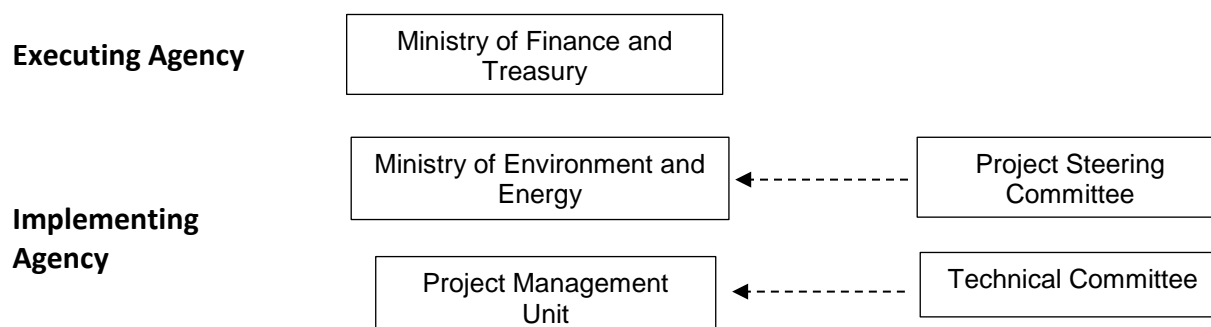 Executing Agency
Ministry of Finance and
Treasury
Ministry of Environment and
Energy
Project Steering
Committee
Implementing
Agency
Project Management
Unit
Technical Committee